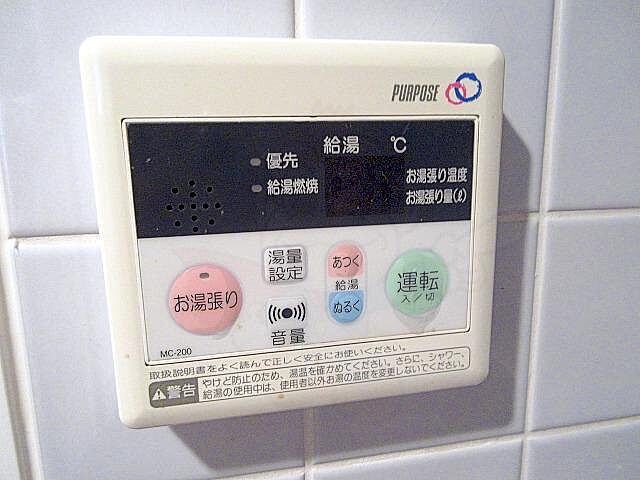 PURPOSE
給湯 ℃
優先
給湯燃焼
お湯張り温度
お湯張り量(ℓ)
お湯張り
湯量
設定
音量
あつく
給湯
ぬるく
運転
入／切
MC-200
取扱説明書をよく読んで正しく安全にお使いください。
警告
やけど防止のため、湯温を確かめてください。さらに、シャワー、
給湯の使用中は、使用者以外お湯の温度を変更しないでください。